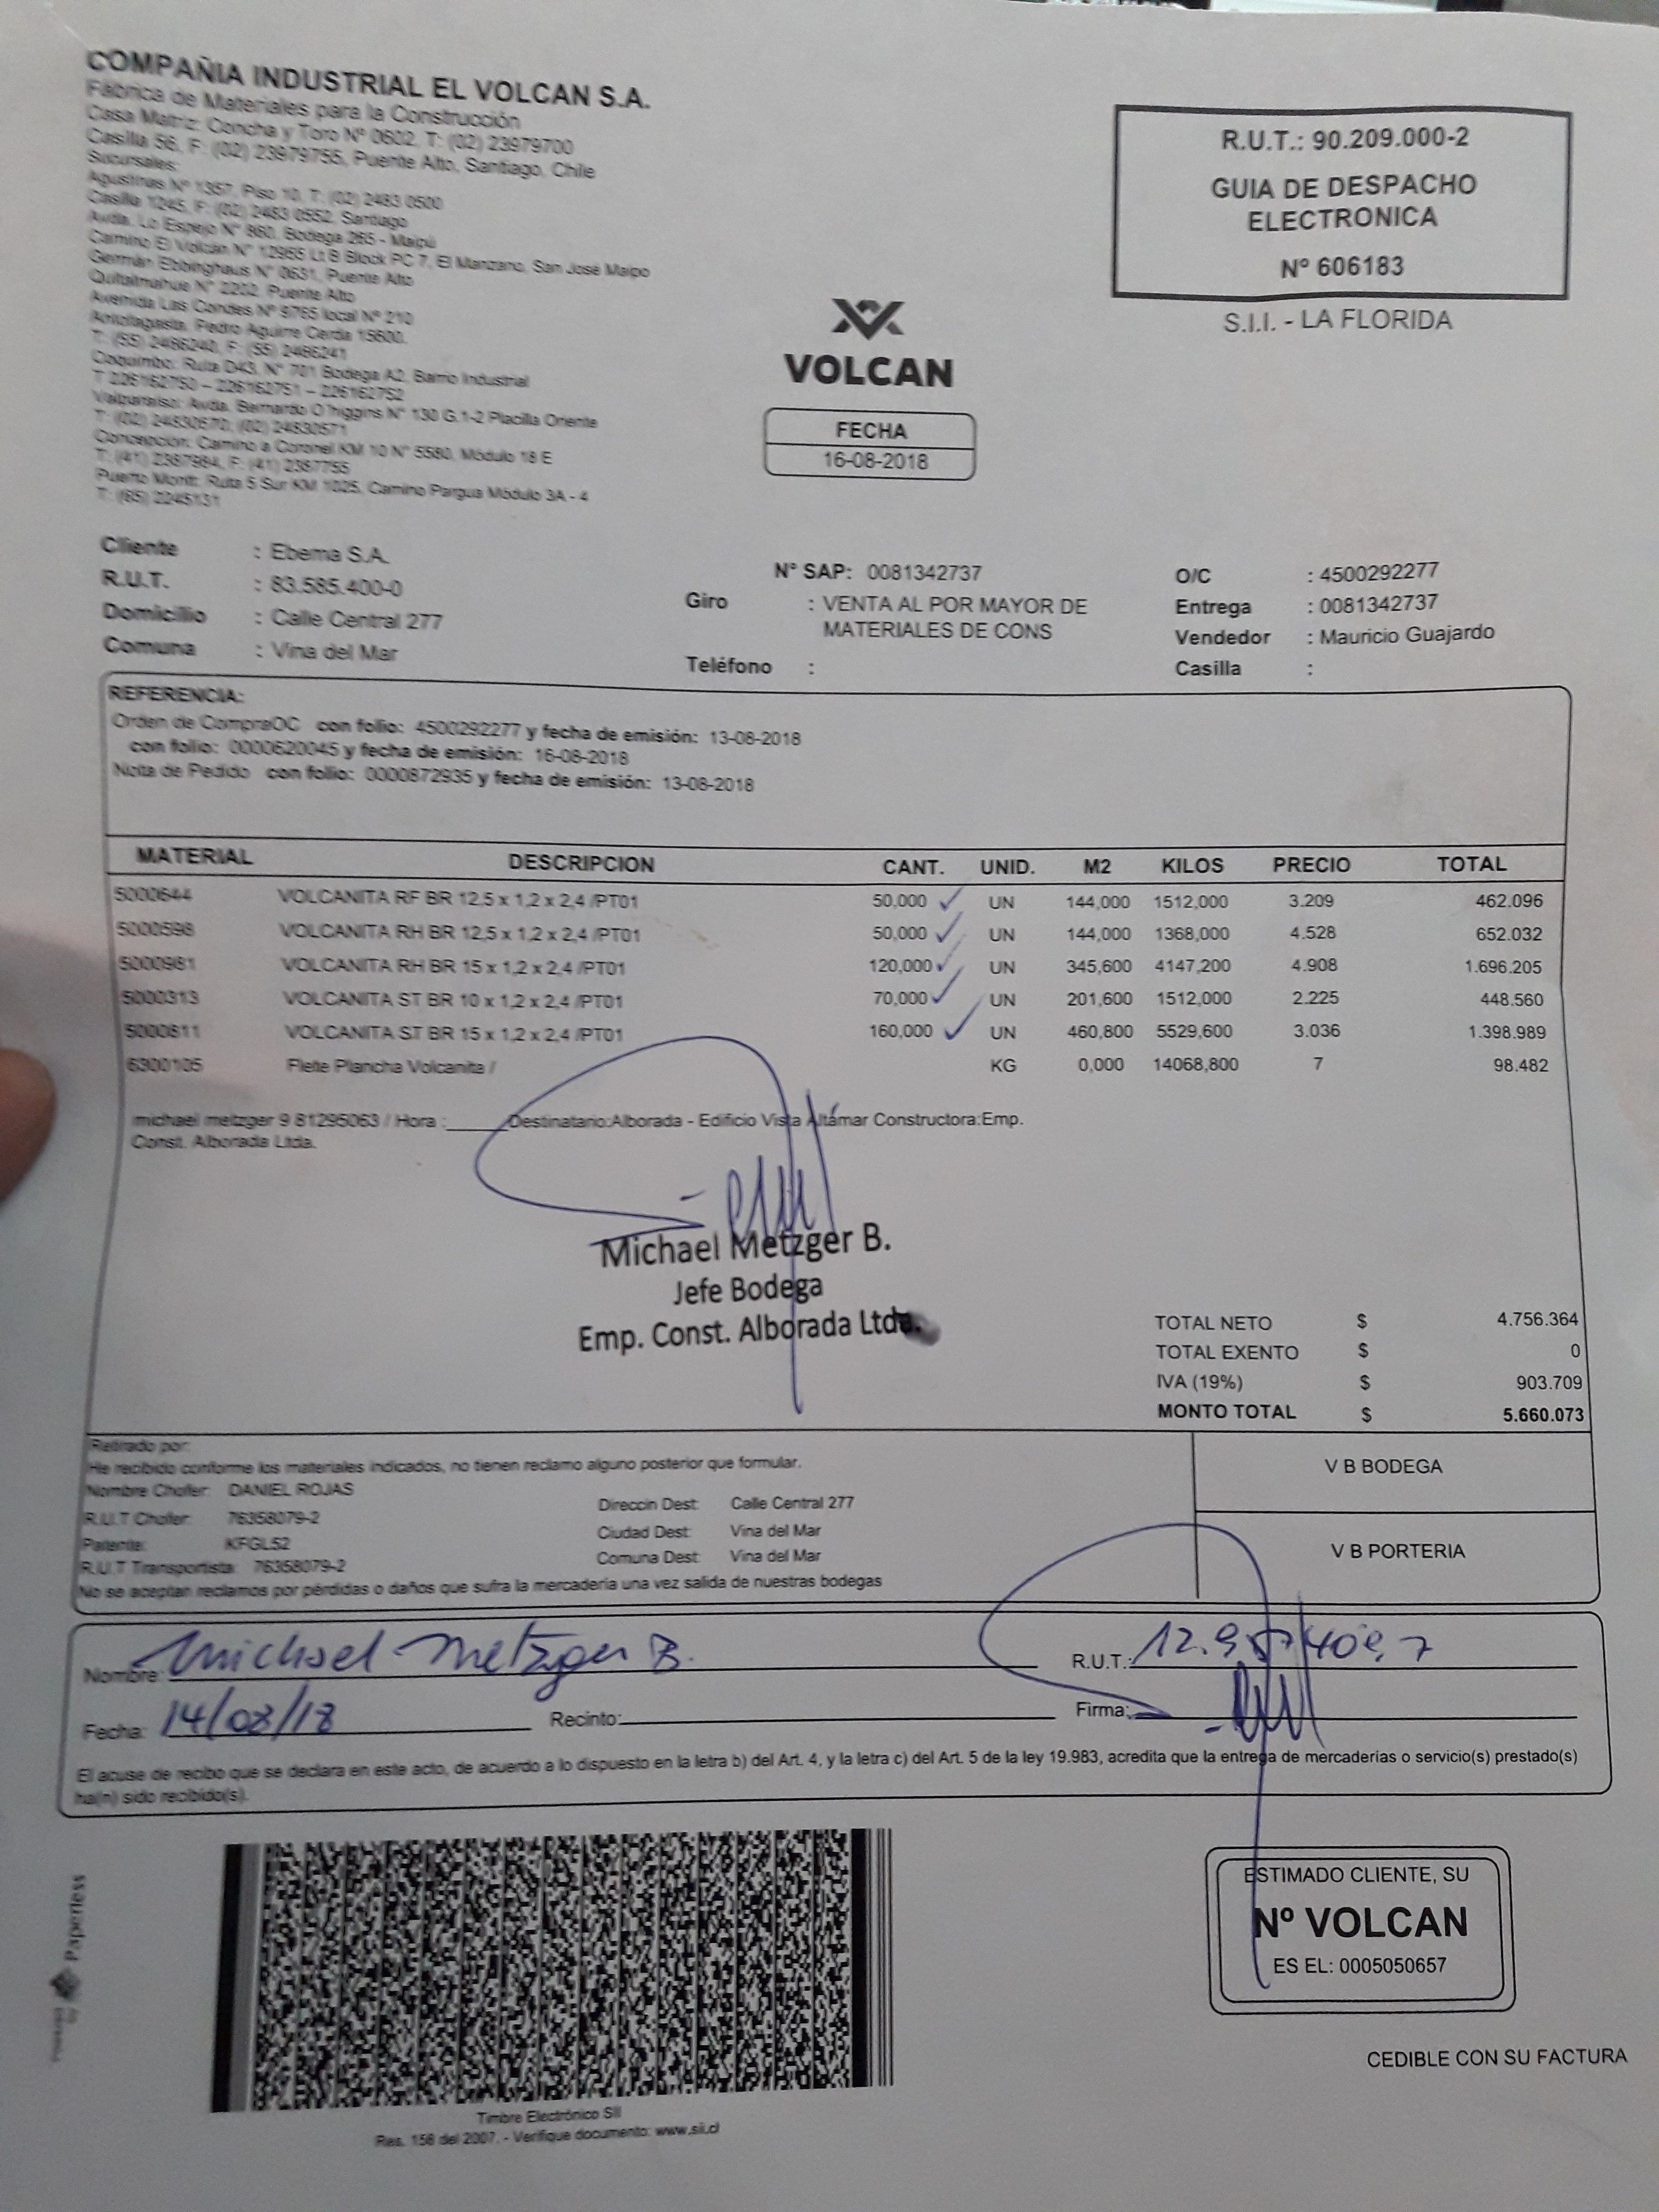 COMPAÑIA INDUSTRIAL EL VOLCAN S.A.
Fábrica de Materiales para la Construcción
Casa Matriz: Concha y Toro Nº 0602, T: (02) 23979700
Casilla 56, F: (02) 23979755, Puente Alto, Santiago, Chile
Sucursales:
Agustinas Nº 1357, Piso 10, T: (02) 2483 0500
Casilla 1245, F: (02) 2483 0552, Santiago
Avda. Lo Espejo N° 860, Bodega 265 - Maipú
Camino El Volcán N° 12955 Lt B Block PC 7, El Manzano, San José Maipo
Germán Ebbinghaus N° 0631, Puente Alto
Quitalmahue N° 2202, Puente Alto
Avenida Las Condes Nº 9765 local Nº 210
Antofagasta, Pedro Aguirre Cerda 15600,
T: (55) 2486240, F: (55) 2486241
Coquimbo: Ruta D43, N° 701 Bodega A2, Barrio Industrial
T 226162750 – 226162751 – 226162752
Valparaíso: Avda. Bernardo O'higgins N° 130 G.1-2 Placilla Oriente
T: (02) 24830570; (02) 24830571
Concepción: Camino a Coronel KM 10 N° 5580, Módulo 18 E
T: (41) 2387984, F: (41) 2387755
Puerto Montt: Ruta 5 Sur KM 1025, Camino Pargua Módulo 3A - 4
T: (65) 2245131
R.U.T.: 90.209.000-2
GUIA DE DESPACHO
ELECTRONICA
Nº 606183
S.I.I. - LA FLORIDA
VOLCAN
FECHA
16-08-2018
Cliente : Ebema S.A.
R.U.T. : 83.585.400-0
Domicilio : Calle Central 277
Comuna : Vina del Mar
N° SAP: 0081342737
Giro : VENTA AL POR MAYOR DE
MATERIALES DE CONS
Teléfono :
O/C : 4500292277
Entrega : 0081342737
Vendedor : Mauricio Guajardo
Casilla :
REFERENCIA:
Orden de CompraOC con folio: 4500292277 y fecha de emisión: 13-08-2018
con folio: 0000620045 y fecha de emisión: 16-08-2018
Nota de Pedido con folio: 0000872935 y fecha de emisión: 13-08-2018
MATERIAL DESCRIPCION CANT. UNID. M2 KILOS PRECIO TOTAL
5000644 VOLCANITA RF BR 12,5 x 1,2 x 2,4 /PT01 50,000 UN 144,000 1512,000 3.209 462.096
5000598 VOLCANITA RH BR 12,5 x 1,2 x 2,4 /PT01 50,000 UN 144,000 1368,000 4.528 652.032
5000981 VOLCANITA RH BR 15 x 1,2 x 2,4 /PT01 120,000 UN 345,600 4147,200 4.908 1.696.205
5000313 VOLCANITA ST BR 10 x 1,2 x 2,4 /PT01 70,000 UN 201,600 1512,000 2.225 448.560
5000811 VOLCANITA ST BR 15 x 1,2 x 2,4 /PT01 160,000 UN 460,800 5529,600 3.036 1.398.989
6300105 Flete Plancha Volcanita / KG 0,000 14068,800 7 98.482
michael metzger 9 81295063 / Hora :______Destinatario:Alborada - Edificio Vista Altámar Constructora:Emp.
Const. Alborada Ltda.
Michael Metzger B.
Jefe Bodega
Emp. Const. Alborada Ltda.
TOTAL NETO $ 4.756.364
TOTAL EXENTO $ 0
IVA (19%) $ 903.709
MONTO TOTAL $ 5.660.073
Retirado por:
He recibido conforme los materiales indicados, no tienen reclamo alguno posterior que formular.
Nombre Chofer: DANIEL ROJAS
R.U.T Chofer: 76358079-2
Patente: KFGL52
R.U.T Transportista: 76358079-2
Direccin Dest: Calle Central 277
Ciudad Dest: Vina del Mar
Comuna Dest: Vina del Mar
No se aceptan reclamos por pérdidas o daños que sufra la mercadería una vez salida de nuestras bodegas
V B BODEGA
V B PORTERIA
Nombre: Michael Metzger B.
R.U.T.:
Fecha: 14/08/18 Recinto: Firma:
El acuse de recibo que se declara en este acto, de acuerdo a lo dispuesto en la letra b) del Art. 4, y la letra c) del Art. 5 de la ley 19.983, acredita que la entrega de mercaderías o servicio(s) prestado(s)
ha(n) sido recibido(s).
Powered by Paperless
Timbre Electrónico SII
Res. 156 del 2007. - Verifique documento: www.sii.cl
ESTIMADO CLIENTE, SU
Nº VOLCAN
ES EL: 0005050657
CEDIBLE CON SU FACTURA